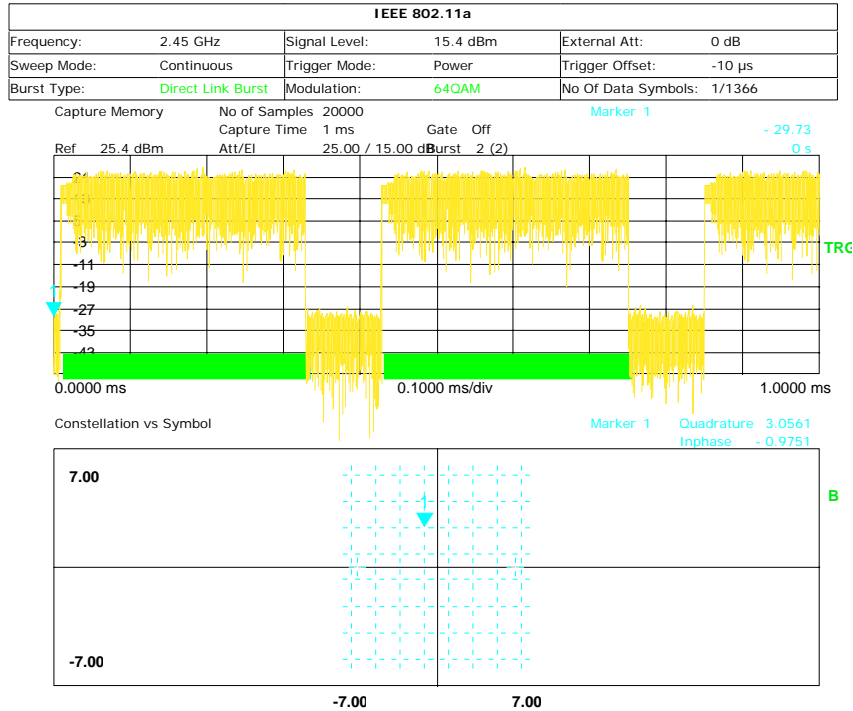 IEEE 802.11a
Frequency: 2.45 GHz Signal Level: 15.4 dBm External Att: 0 dB
Sweep Mode: Continuous Trigger Mode: Power Trigger Offset: -10 µs
Burst Type: Direct Link Burst Modulation: 64QAM No Of Data Symbols: 1/1366
Capture Memory No of Samples 20000 Marker 1
Capture Time 1 ms Gate Off - 29.73
Ref 25.4 dBm Att/El 25.00 / 15.00 dB Burst 2 (2) 0 s
TRG
-11
-19
1
-27
-35
0.0000 ms 0.1000 ms/div 1.0000 ms
Constellation vs Symbol Marker 1 Quadrature 3.0561
Inphase - 0.9751
7.00
1
B
-7.00
-7.00 7.00